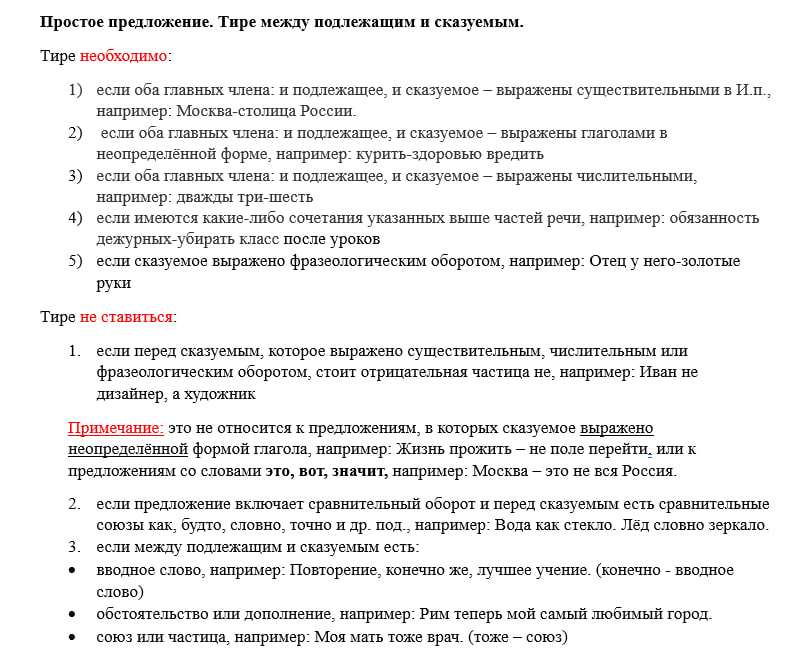 Простое предложение. Тире между подлежащим и сказуемым.
Тире необходимо:
1) если оба главных члена: и подлежащее, и сказуемое – выражены существительными в И.п.,
например: Москва-столица России.
2) если оба главных члена: и подлежащее, и сказуемое – выражены глаголами в
неопределённой форме, например: курить-здоровью вредить
3) если оба главных члена: и подлежащее, и сказуемое – выражены числительными,
например: дважды три-шесть
4) если имеются какие-либо сочетания указанных выше частей речи, например: обязанность
дежурных-убирать класс после уроков
5) если сказуемое выражено фразеологическим оборотом, например: Отец у него-золотые
руки
Тире не ставиться:
1. если перед сказуемым, которое выражено существительным, числительным или
фразеологическим оборотом, стоит отрицательная частица не, например: Иван не
дизайнер, а художник
Примечание: это не относится к предложениям, в которых сказуемое выражено
неопределённой формой глагола, например: Жизнь прожить – не поле перейти, или к
предложениям со словами это, вот, значит, например: Москва – это не вся Россия.
2. если предложение включает сравнительный оборот и перед сказуемым есть сравнительные
союзы как, будто, словно, точно и др. под., например: Вода как стекло. Лёд словно зеркало.
3. если между подлежащим и сказуемым есть:
• вводное слово, например: Повторение, конечно же, лучшее учение. (конечно - вводное
слово)
• обстоятельство или дополнение, например: Рим теперь мой самый любимый город.
• союз или частица, например: Моя мать тоже врач. (тоже – союз)